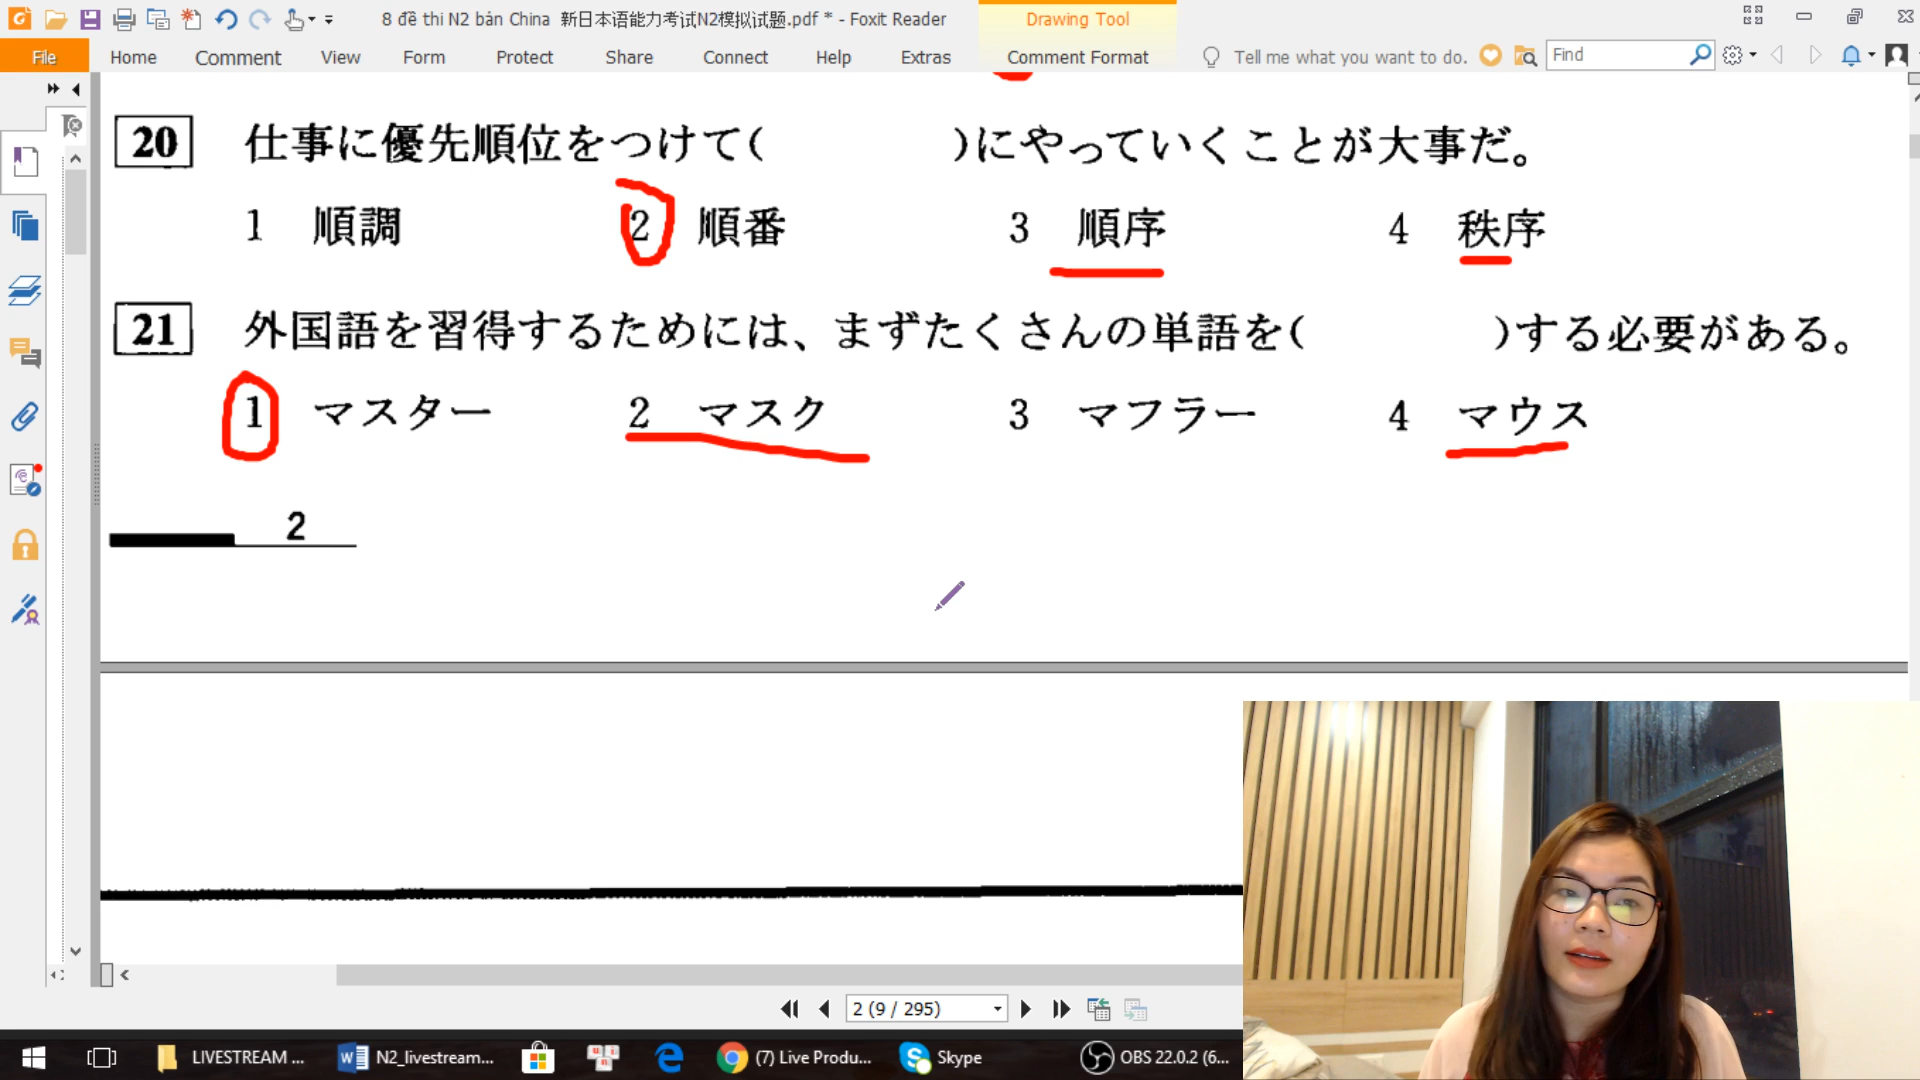 8 đề thi N2 bản China 新日本语能力考试N2模拟试题.pdf * - Foxit Reader
Drawing Tool
File Home Comment View Form Protect Share Connect Help Extras Comment Format Tell me what you want to do. Find
20 仕事に優先順位をつけて( )にやっていくことが大事だ。
1 順調 2 順番 3 順序 4 秩序
21 外国語を習得するためには、まずたくさんの単語を( )する必要がある。
1 マスター 2 マスク 3 マフラー 4 マウス
2
2 (9 / 295)
LIVESTREAM ... N2_livestream... (7) Live Produ... Skype OBS 22.0.2 (6...